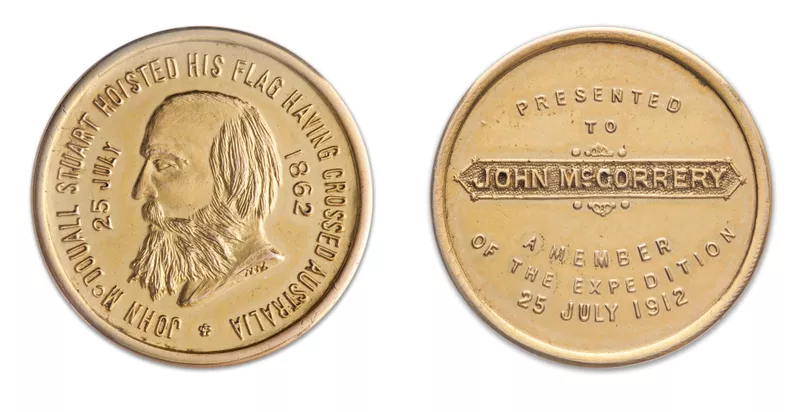 JOHN McDOUALL STUART HOISTED HIS FLAG HAVING CROSSED AUSTRALIA
25 JULY
1862
PRESENTED
TO
JOHN McGORRERY
A MEMBER
OF THE EXPEDITION
25 JULY 1912